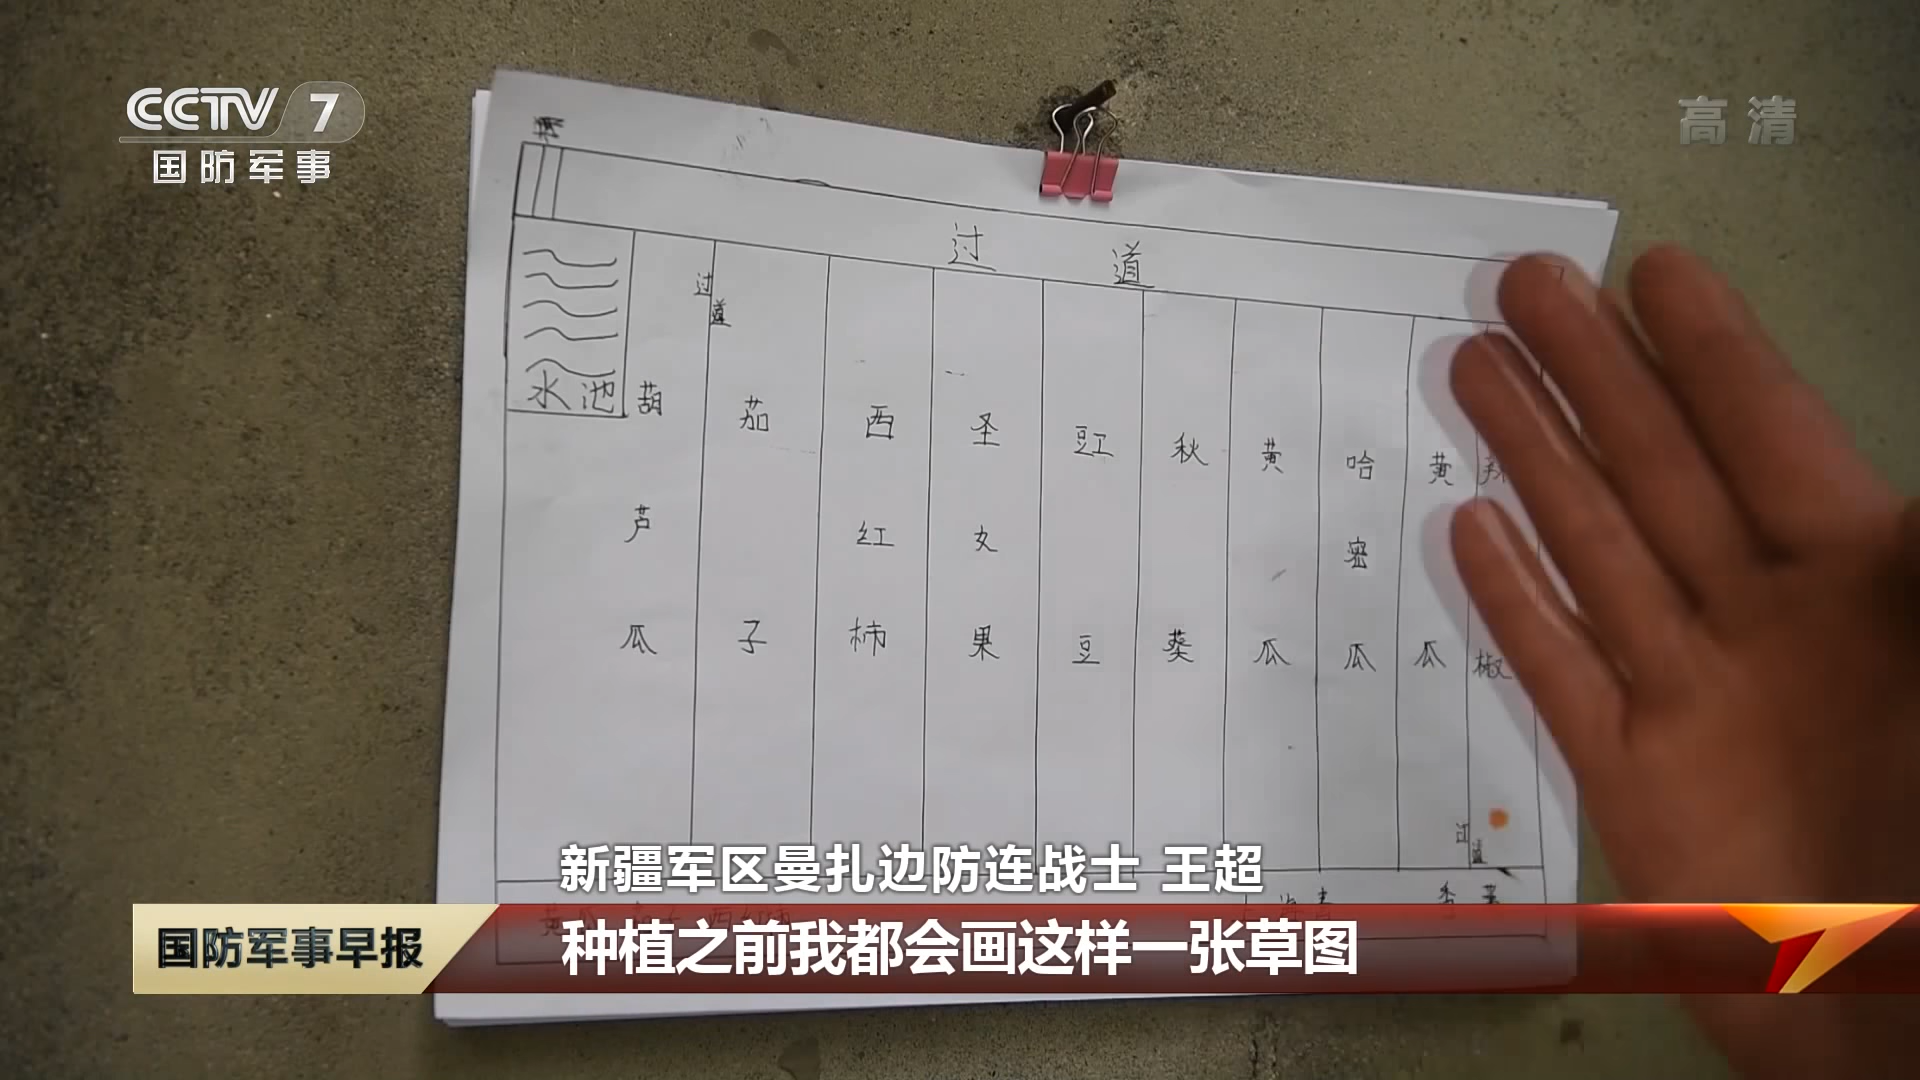 CCTV 7
国防军事
高清
过道
过道
水池
葫芦瓜
茄子
西红柿
圣女果
豇豆
秋葵
黄瓜
哈密瓜
黄瓜
辣椒
过道
新疆军区曼扎边防连战士 王超
国防军事早报
种植之前我都会画这样一张草图